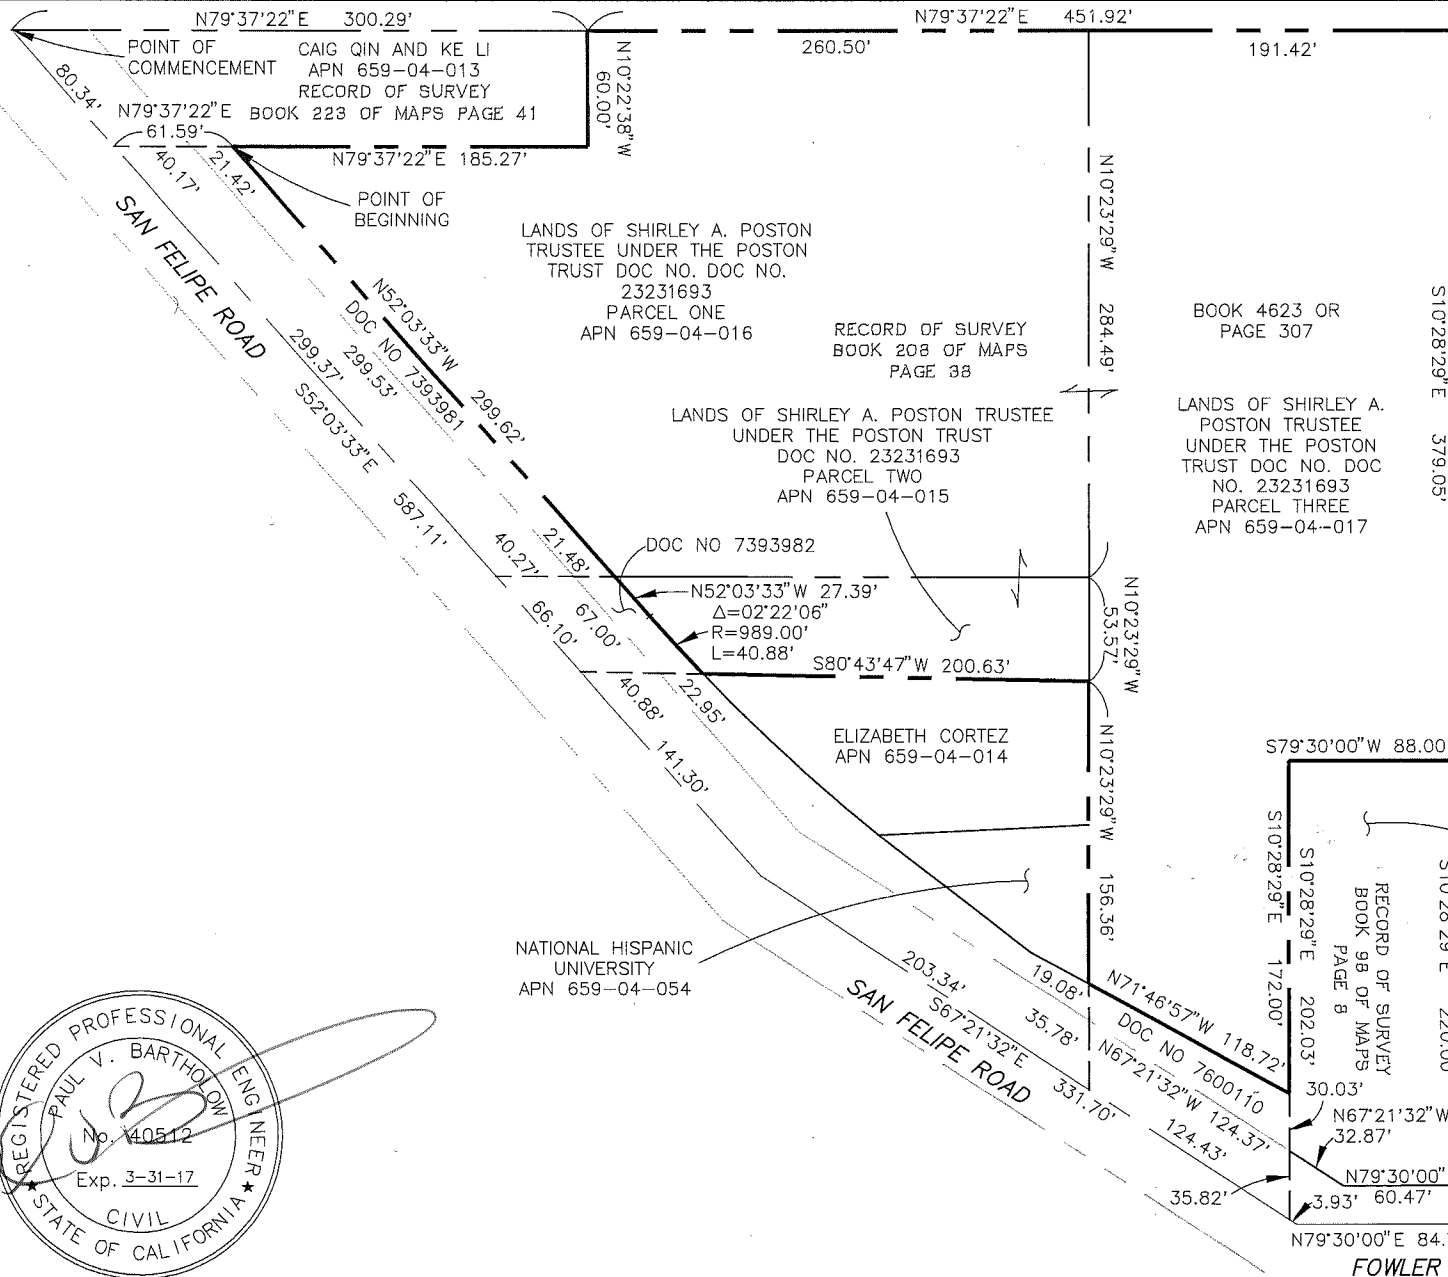 N79°37'22"E 300.29'
N79°37'22"E 451.92'
260.50'
191.42'
POINT OF
COMMENCEMENT
CAIG QIN AND KE LI
APN 659-04-013
RECORD OF SURVEY
BOOK 223 OF MAPS PAGE 41
N10°22'38"W
60.00'
80.34'
N79°37'22"E
61.59'
N79°37'22"E 185.27'
40.17'
21.42'
POINT OF
BEGINNING
SAN FELIPE ROAD
LANDS OF SHIRLEY A. POSTON
TRUSTEE UNDER THE POSTON
TRUST DOC NO. DOC NO.
23231693
PARCEL ONE
APN 659-04-016
N10°23'29"W 284.49'
RECORD OF SURVEY
BOOK 208 OF MAPS
PAGE 38
BOOK 4623 OR
PAGE 307
S10°28'29"E 379.05'
N52°03'33"W 299.62'
DOC NO 7393981
299.53'
299.37'
S52°03'33"E 587.11'
LANDS OF SHIRLEY A. POSTON TRUSTEE
UNDER THE POSTON TRUST
DOC NO. 23231693
PARCEL TWO
APN 659-04-015
LANDS OF SHIRLEY A.
POSTON TRUSTEE
UNDER THE POSTON
TRUST DOC NO. DOC
NO. 23231693
PARCEL THREE
APN 659-04-017
40.27'
21.48'
DOC NO 7393982
N52°03'33"W 27.39'
Δ=02°22'06"
R=989.00'
L=40.88'
N10°23'29"W
53.57'
66.10'
67.00'
S80°43'47"W 200.63'
40.88'
22.95'
141.30'
ELIZABETH CORTEZ
APN 659-04-014
N10°23'29"W 156.36'
S79°30'00"W 88.00
S10°28'29"E 172.00'
S10°28'29"E 202.03'
RECORD OF SURVEY
BOOK 98 OF MAPS
PAGE 8
S10°28'29"E 220.00
NATIONAL HISPANIC
UNIVERSITY
APN 659-04-054
203.34'
S67°21'32"E 331.70'
SAN FELIPE ROAD
19.08'
35.78'
N71°46'57"W 118.72'
DOC NO 7600110
N67°21'32"W 124.37'
124.43'
30.03'
N67°21'32"W
32.87'
35.82'
N79°30'00"
3.93' 60.47'
N79°30'00"E 84.
FOWLER
REGISTERED PROFESSIONAL ENGINEER
PAUL V. BARTHOLOW
No. 40512
Exp. 3-31-17
CIVIL
STATE OF CALIFORNIA